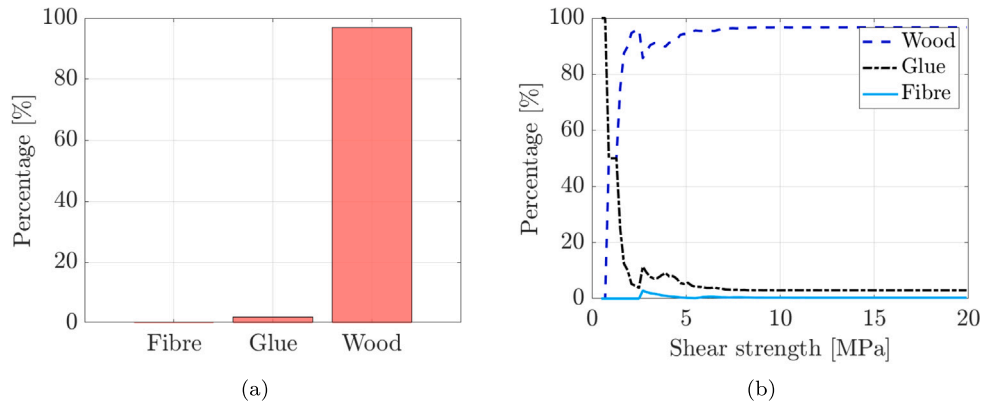 100
80
60
40
20
0
Percentage [%]
Fibre Glue Wood
(a)
100
80
60
40
20
0
Percentage [%]
Wood
Glue
Fibre
0 5 10 15 20
Shear strength [MPa]
(b)